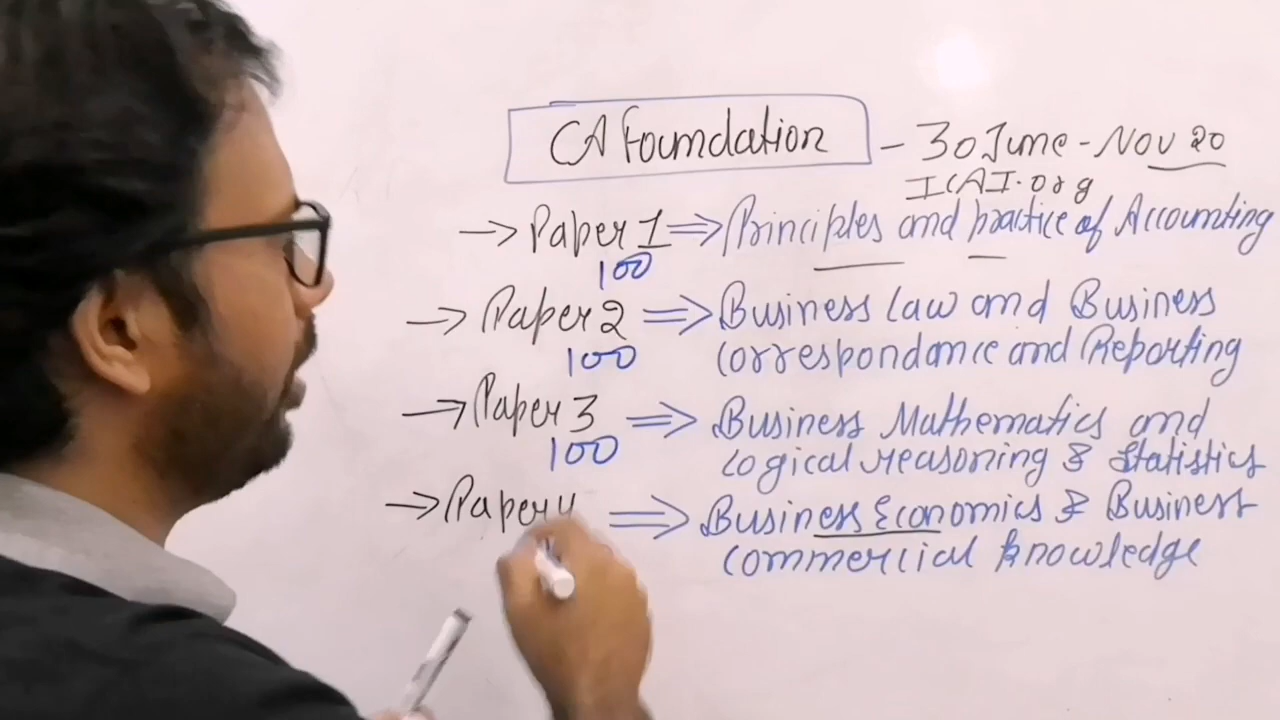 CA Foundation - 30 June - Nov 20
ICAI.org
→ Paper 1 ⇒ Principles and practice of Accounting
100
→ Paper 2 ⇒ Business Law and Business
100 Correspondance and Reporting
→ Paper 3 ⇒ Business Mathematics and
100 Logical reasoning & Statistics
→ Paper 4 ⇒ Business Economics & Business
Commercial knowledge